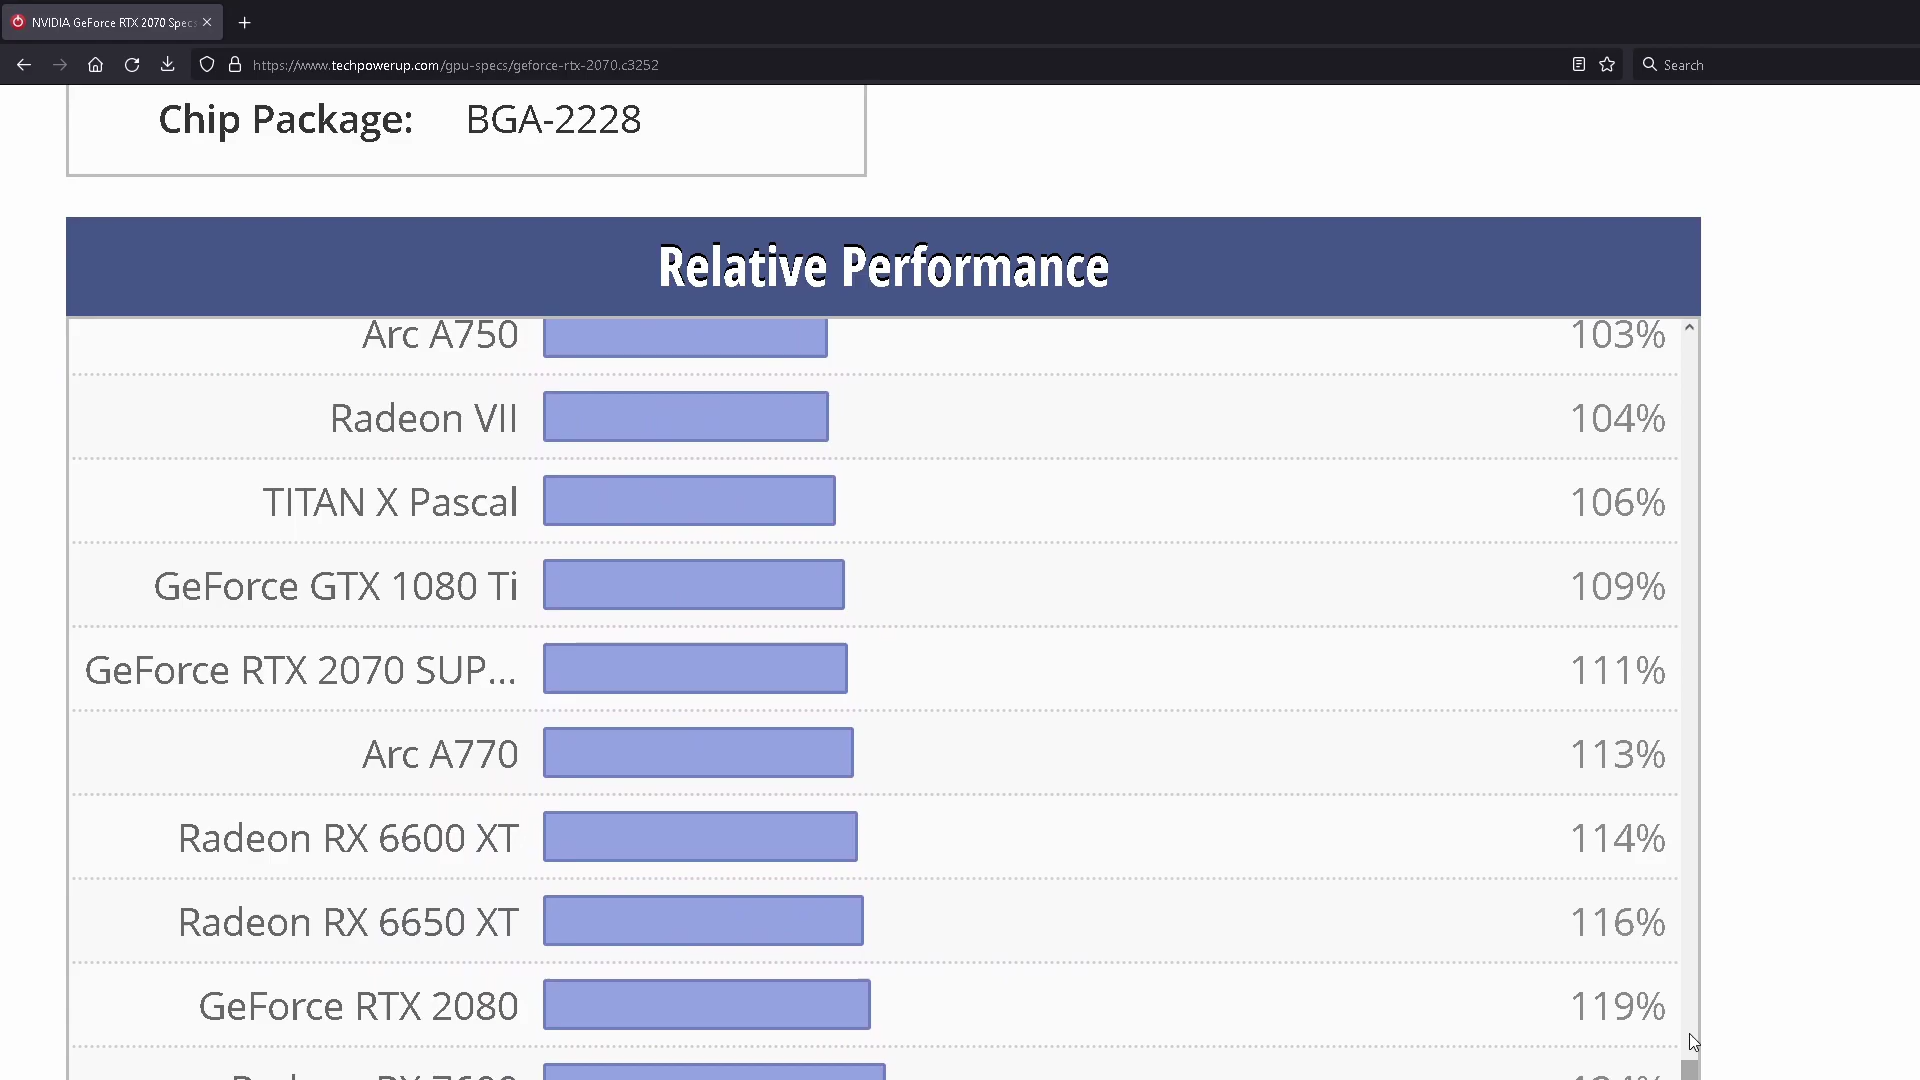 NVIDIA GeForce RTX 2070 Spec
https://www.techpowerup.com/gpu-specs/geforce-rtx-2070.c3252
Search
Chip Package: BGA-2228
Relative Performance
Arc A750 103%
Radeon VII 104%
TITAN X Pascal 106%
GeForce GTX 1080 Ti 109%
GeForce RTX 2070 SUP... 111%
Arc A770 113%
Radeon RX 6600 XT 114%
Radeon RX 6650 XT 116%
GeForce RTX 2080 119%